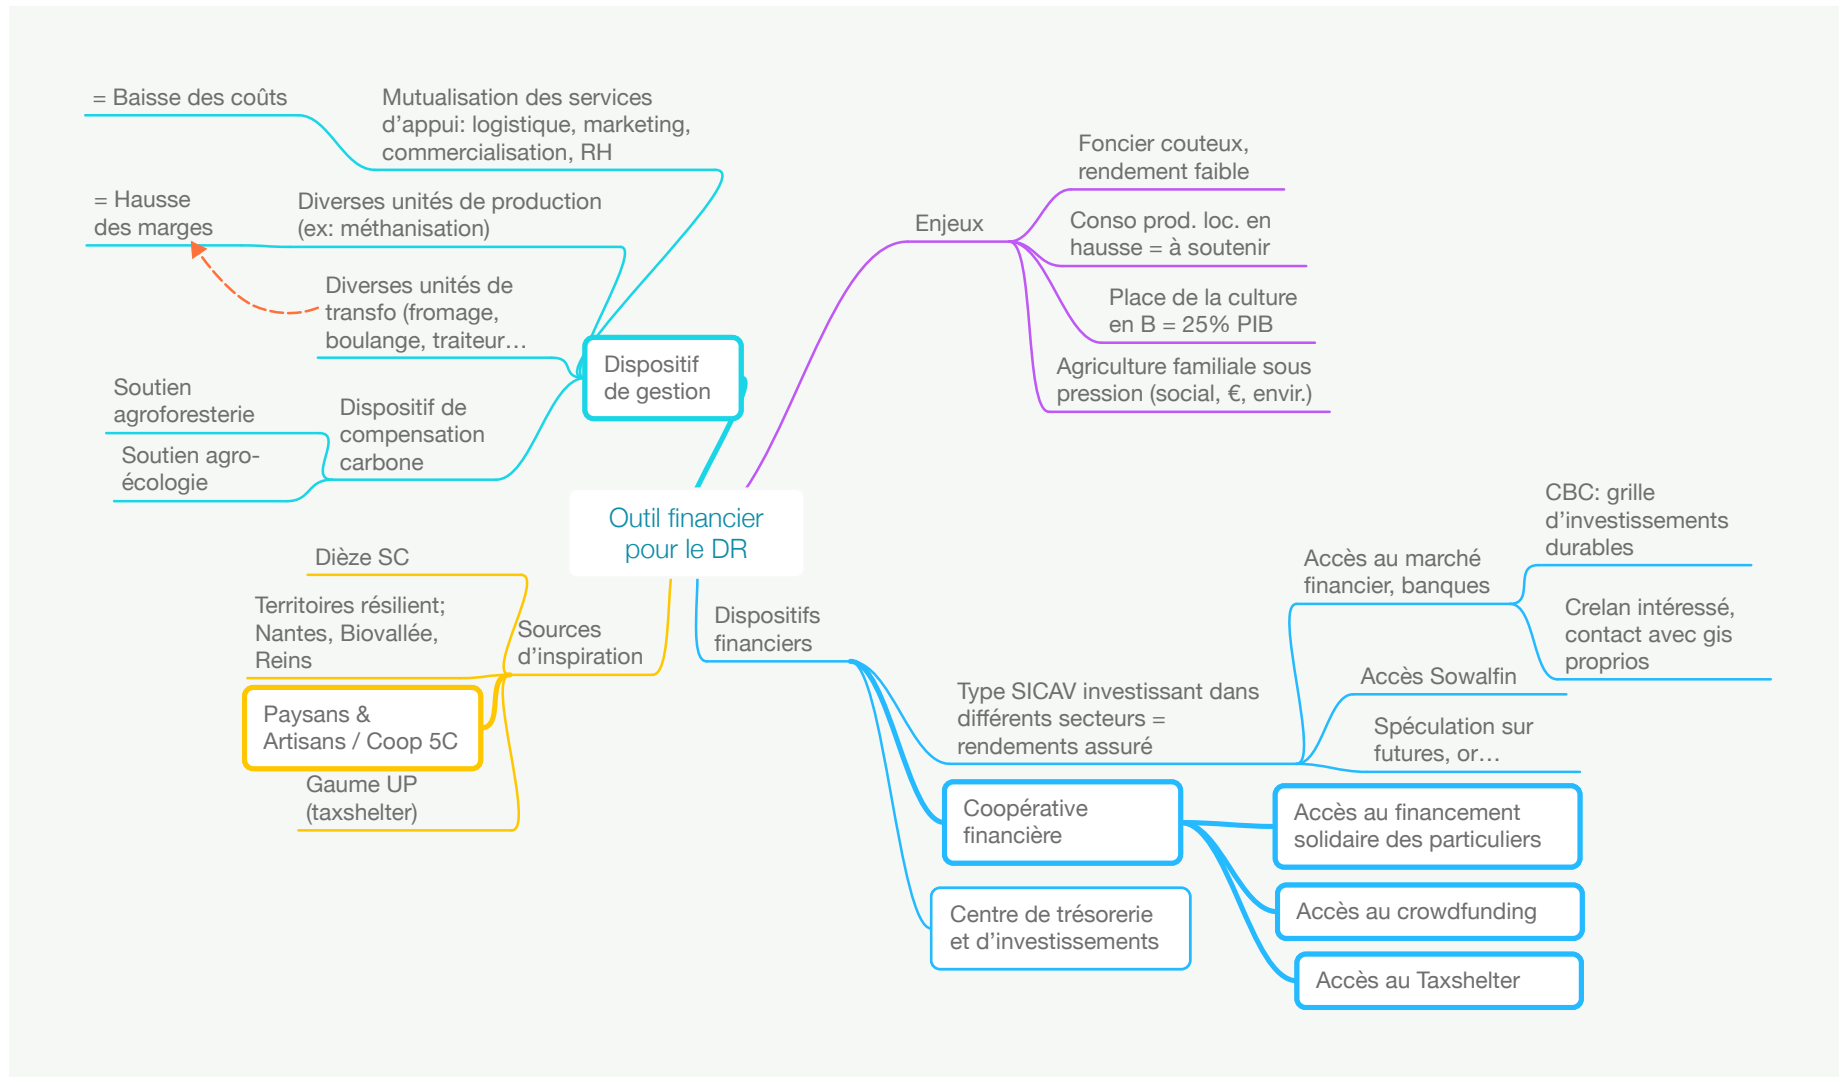 = Baisse des coûts
Mutualisation des services
d’appui: logistique, marketing,
commercialisation, RH
= Hausse
des marges
Diverses unités de production
(ex: méthanisation)
Diverses unités de
transfo (fromage,
boulange, traiteur…
Dispositif
de gestion
Soutien
agroforesterie
Soutien agro-
écologie
Dispositif de
compensation
carbone
Enjeux
Foncier couteux,
rendement faible
Conso prod. loc. en
hausse = à soutenir
Place de la culture
en B = 25% PIB
Agriculture familiale sous
pression (social, €, envir.)
Outil financier
pour le DR
Dièze SC
Territoires résilient;
Nantes, Biovallée,
Reins
Sources
d’inspiration
Paysans &
Artisans / Coop 5C
Gaume UP
(taxshelter)
Dispositifs
financiers
Type SICAV investissant dans
différents secteurs =
rendements assuré
Accès au marché
financier, banques
CBC: grille
d’investissements
durables
Crelan intéressé,
contact avec gis
proprios
Accès Sowalfin
Spéculation sur
futures, or…
Coopérative
financière
Accès au financement
solidaire des particuliers
Accès au crowdfunding
Accès au Taxshelter
Centre de trésorerie
et d’investissements